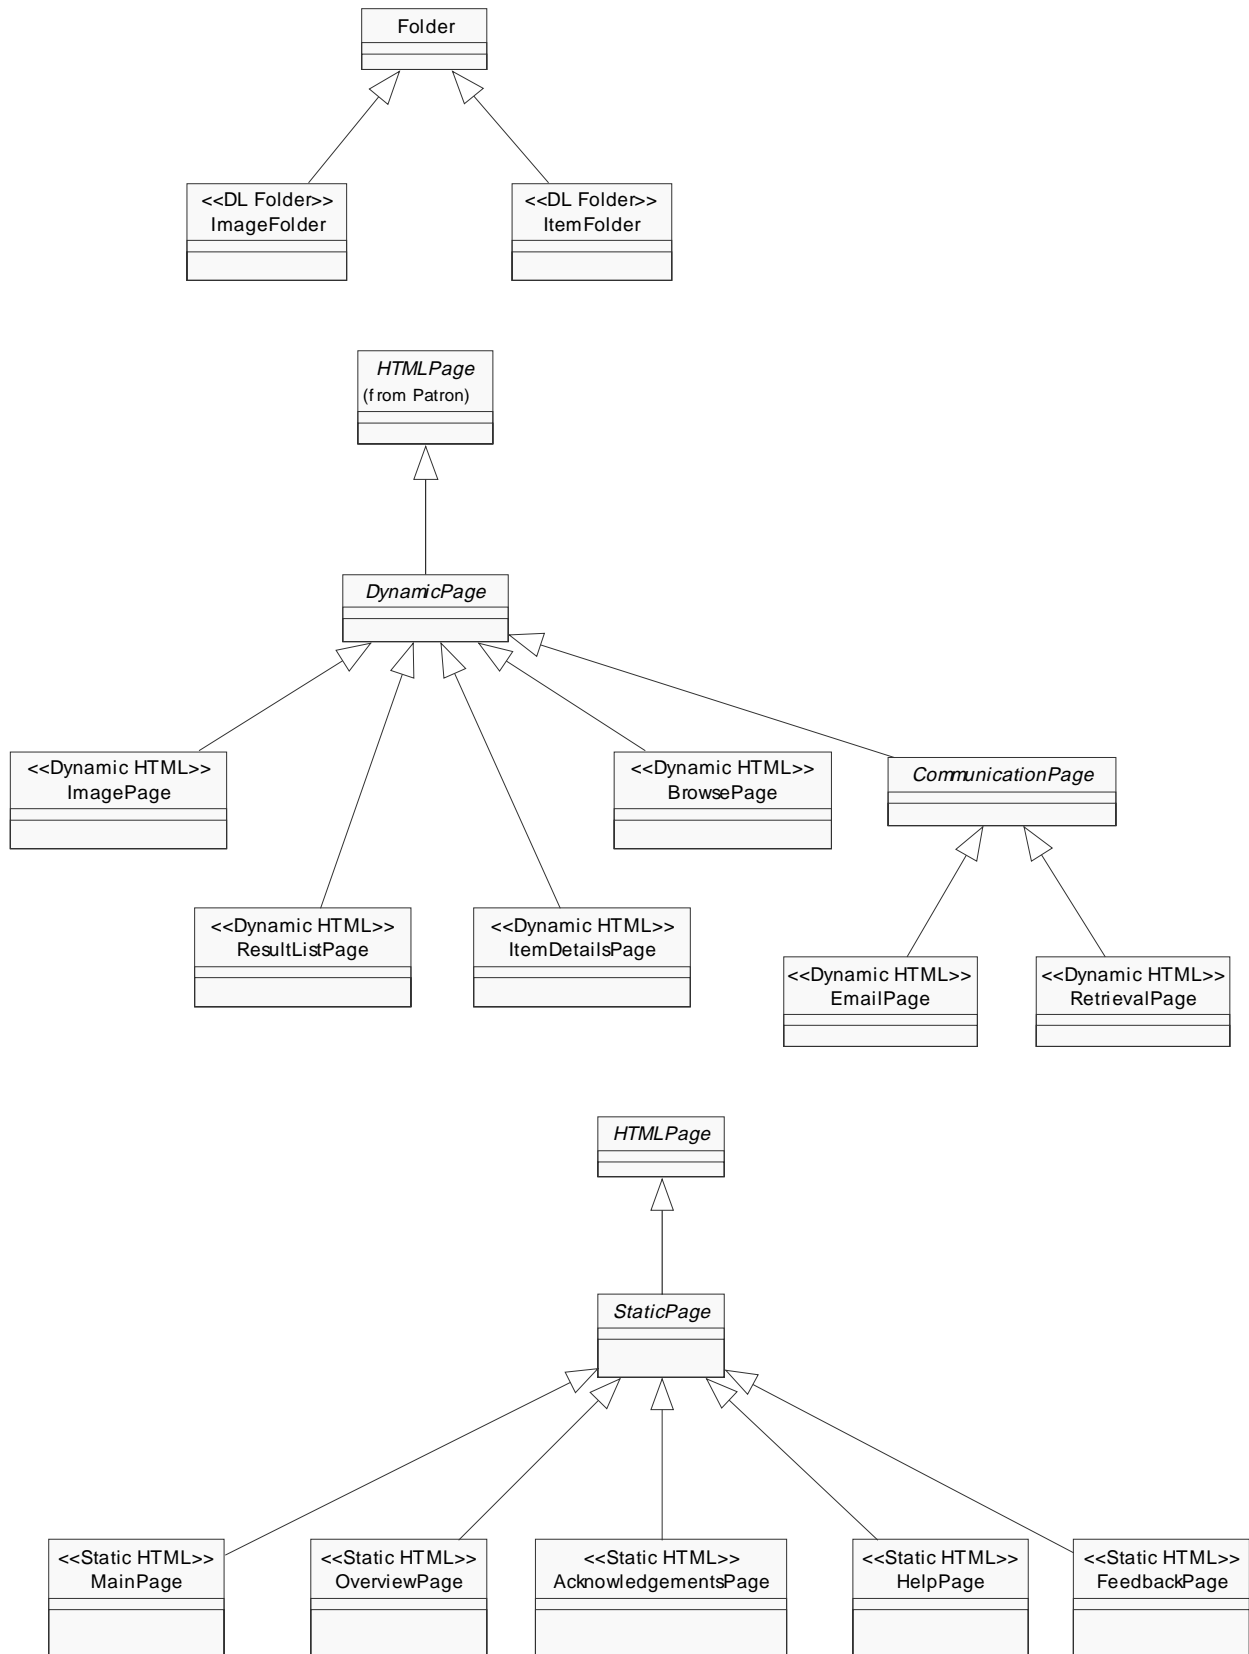 Folder
<<DL Folder>>
ImageFolder
<<DL Folder>>
ItemFolder
HTMLPage
(from Patron)
DynamicPage
<<Dynamic HTML>>
ImagePage
<<Dynamic HTML>>
BrowsePage
CommunicationPage
<<Dynamic HTML>>
ResultListPage
<<Dynamic HTML>>
ItemDetailsPage
<<Dynamic HTML>>
EmailPage
<<Dynamic HTML>>
RetrievalPage
HTMLPage
StaticPage
<<Static HTML>>
MainPage
<<Static HTML>>
OverviewPage
<<Static HTML>>
AcknowledgementsPage
<<Static HTML>>
HelpPage
<<Static HTML>>
FeedbackPage